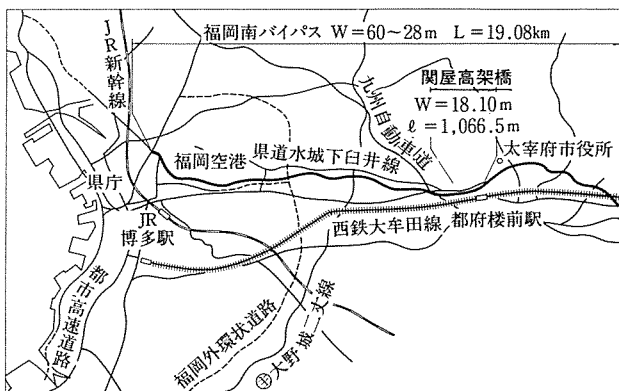 福岡南バイパス W=60~28m L=19.08km
JR新幹線
九州自動車道
関屋高架橋
W=18.10m
ℓ=1,066.5m
太宰府市役所
福岡空港
県道水城下臼井線
県庁
JR
博多駅
西鉄大牟田線
都府楼前駅
都市高速道路
福岡外環状道路
㊤大野城二丈線